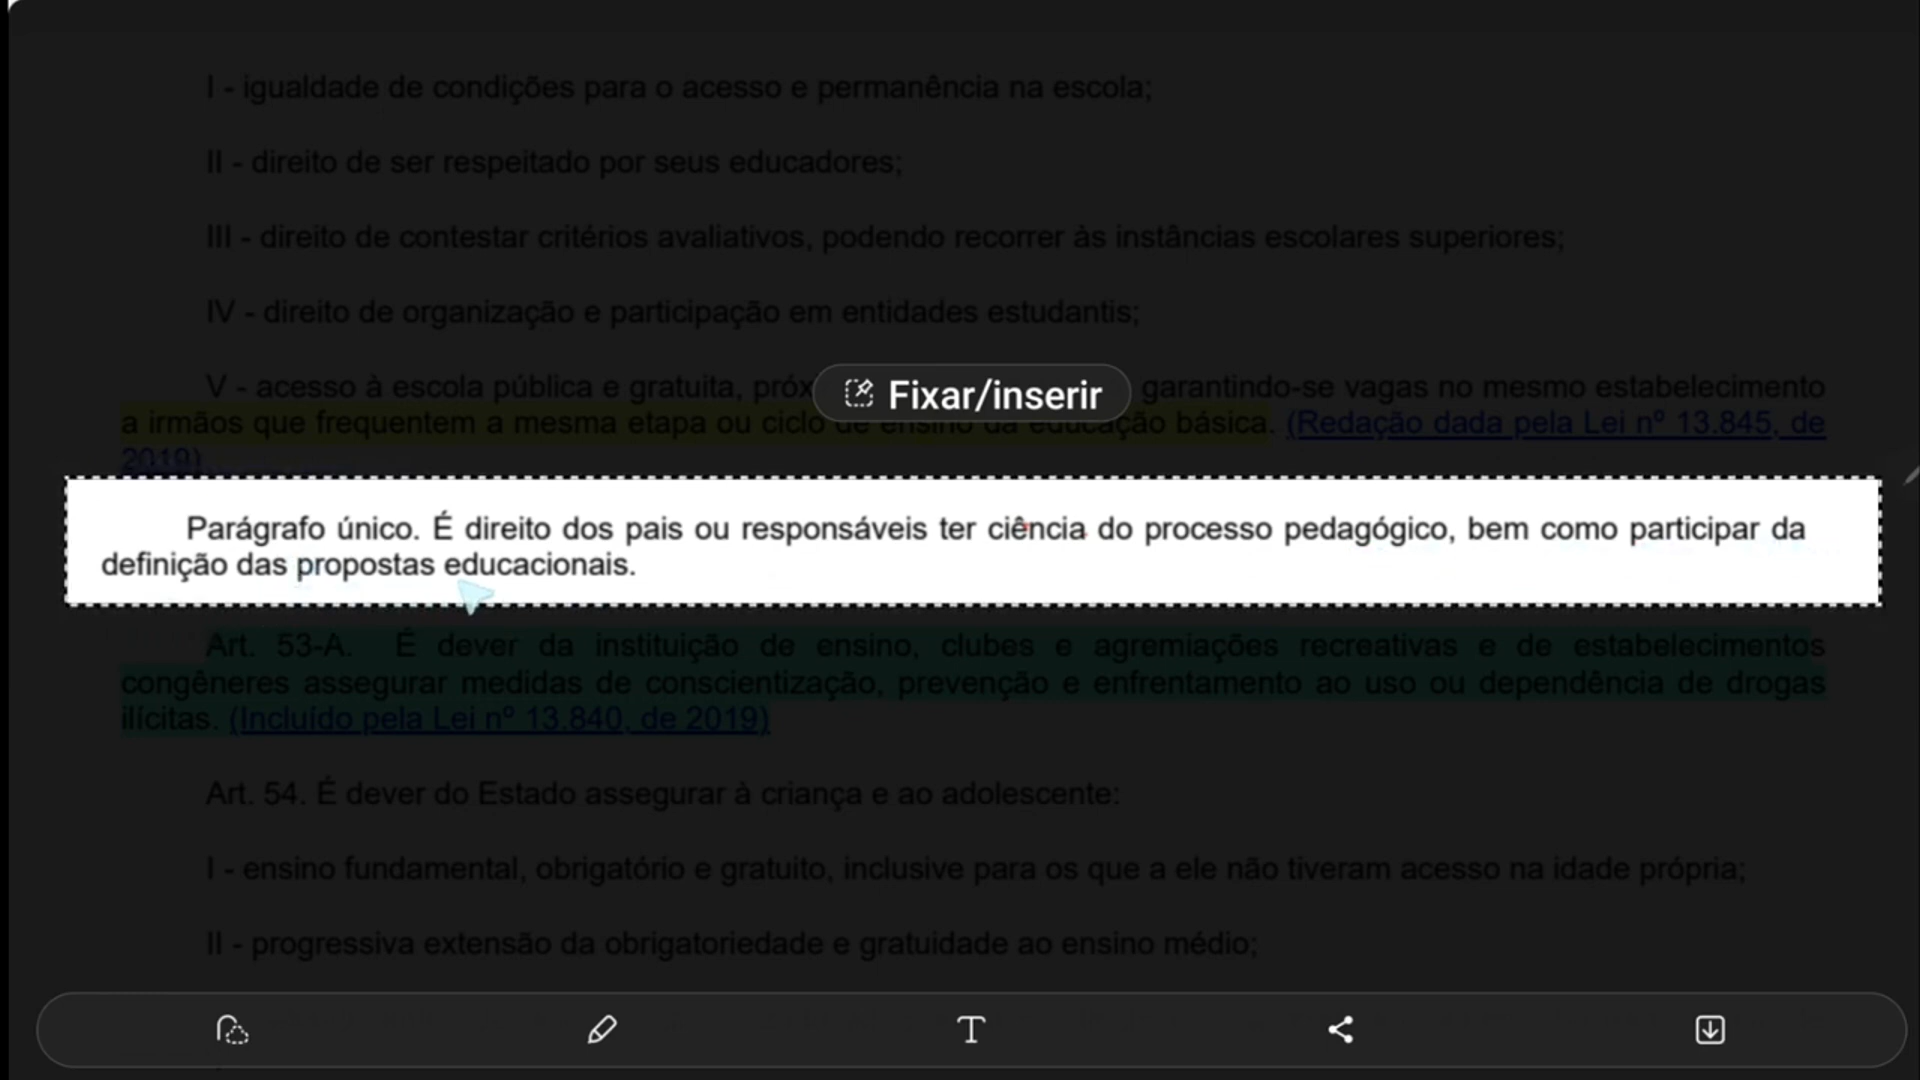 I - igualdade de condições para o acesso e permanência na escola;
II - direito de ser respeitado por seus educadores;
III - direito de contestar critérios avaliativos, podendo recorrer às instâncias escolares superiores;
IV - direito de organização e participação em entidades estudantis;
V - acesso à escola pública e gratuita, garantindo-se vagas no mesmo estabelecimento
Fixar/inserir
a irmãos que frequentem a mesma etapa ou ciclo de ensino da educação básica. (Redação dada pela Lei nº 13.845, de
2019)
Parágrafo único. É direito dos pais ou responsáveis ter ciência do processo pedagógico, bem como participar da
definição das propostas educacionais.
Art. 53-A. É dever da instituição de ensino, clubes e agremiações recreativas e de estabelecimentos
congêneres assegurar medidas de conscientização, prevenção e enfrentamento ao uso ou dependência de drogas
ilícitas. (Incluído pela Lei nº 13.840, de 2019)
Art. 54. É dever do Estado assegurar à criança e ao adolescente:
I - ensino fundamental, obrigatório e gratuito, inclusive para os que a ele não tiveram acesso na idade própria;
II - progressiva extensão da obrigatoriedade e gratuidade ao ensino médio;